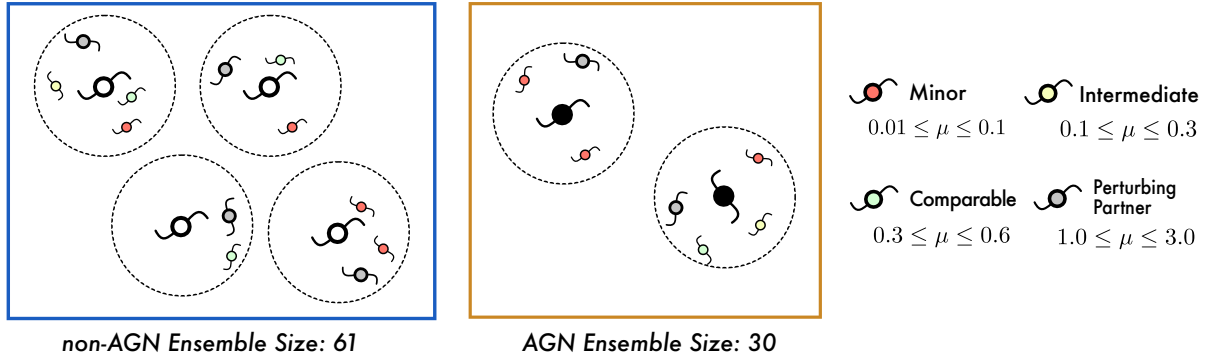 Minor
0.01 ≤ μ ≤ 0.1
Intermediate
0.1 ≤ μ ≤ 0.3
Comparable
0.3 ≤ μ ≤ 0.6
Perturbing
Partner
1.0 ≤ μ ≤ 3.0
non-AGN Ensemble Size: 61
AGN Ensemble Size: 30